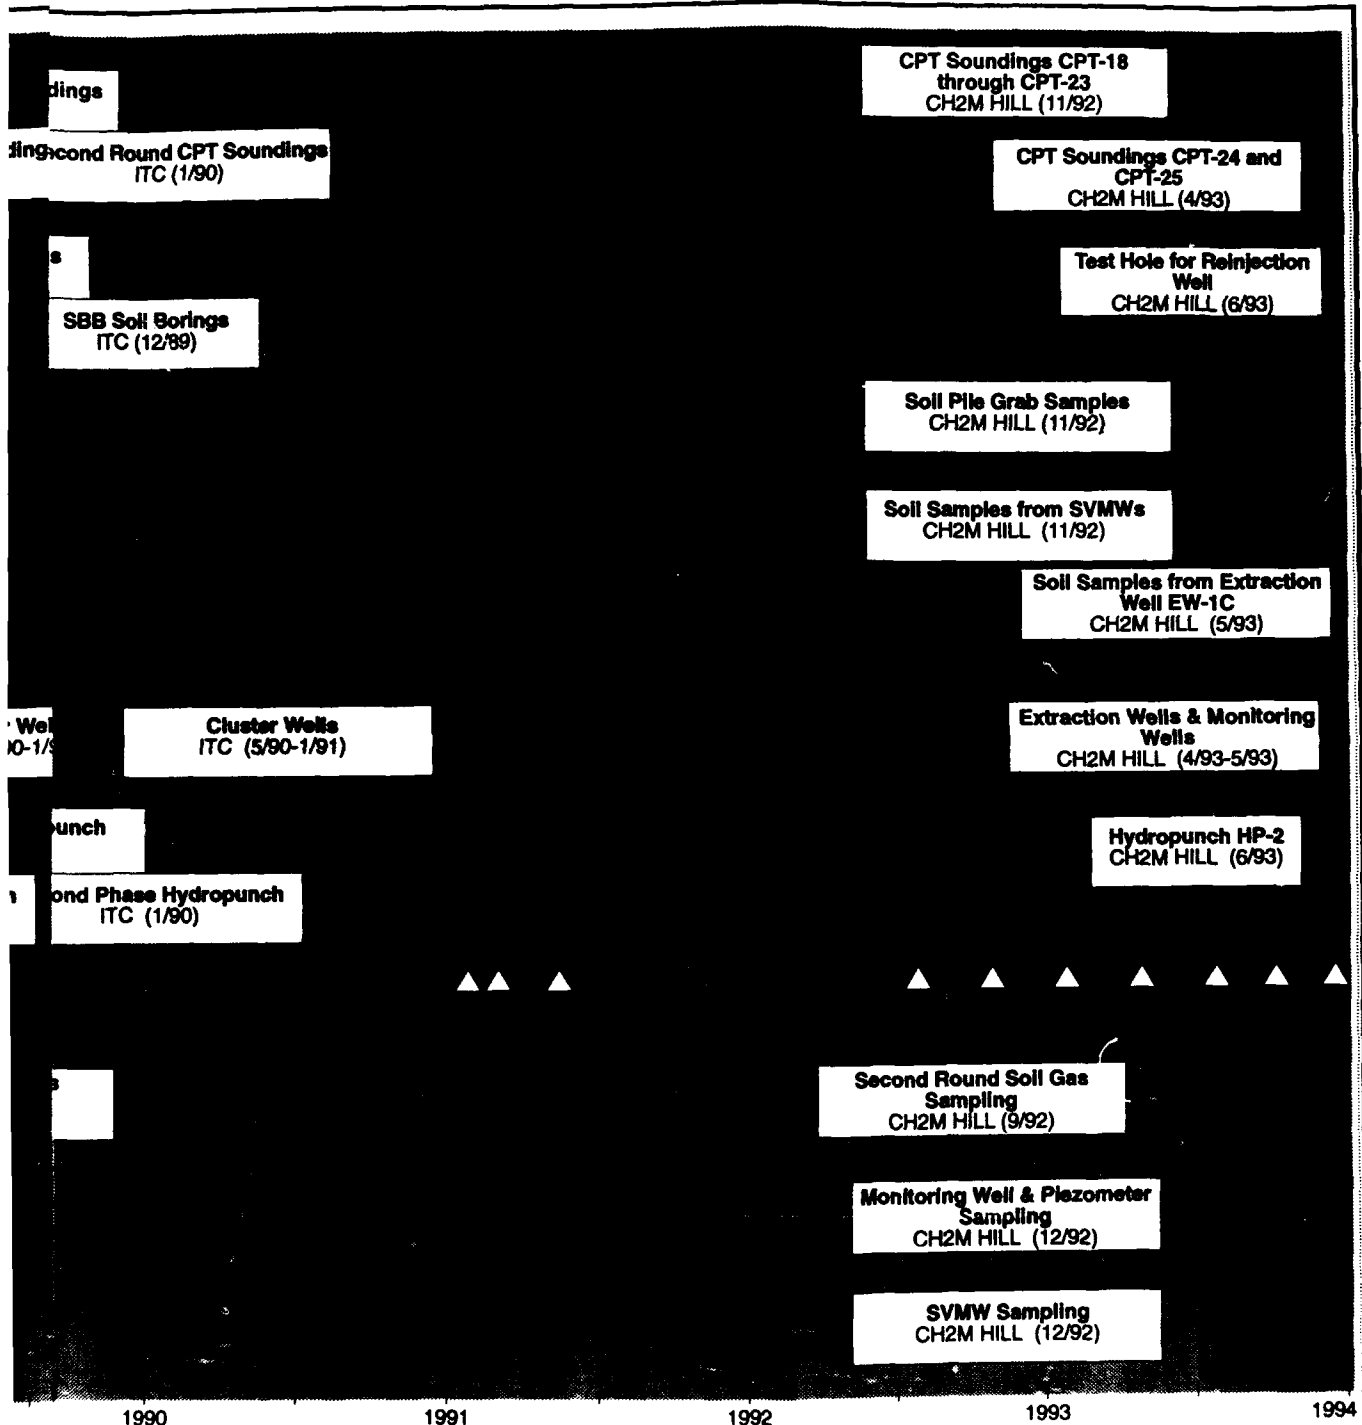 CPT Soundings CPT-18
through CPT-23
CH2M HILL (11/92)
dings
ding
cond Round CPT Soundings
ITC (1/90)
CPT Soundings CPT-24 and
CPT-25
CH2M HILL (4/93)
s
Test Hole for Reinjection
Well
CH2M HILL (6/93)
SBB Soil Borings
ITC (12/89)
Soil Pile Grab Samples
CH2M HILL (11/92)
Soil Samples from SVMWs
CH2M HILL (11/92)
Soil Samples from Extraction
Well EW-1C
CH2M HILL (5/93)
r Wel
00-1/9
Cluster Wells
ITC (5/90-1/91)
Extraction Wells & Monitoring
Wells
CH2M HILL (4/93-5/93)
unch
Hydropunch HP-2
CH2M HILL (6/93)
ond Phase Hydropunch
ITC (1/90)
s
Second Round Soil Gas
Sampling
CH2M HILL (9/92)
Monitoring Well & Piezometer
Sampling
CH2M HILL (12/92)
SVMW Sampling
CH2M HILL (12/92)
1990 1991 1992 1993 1994